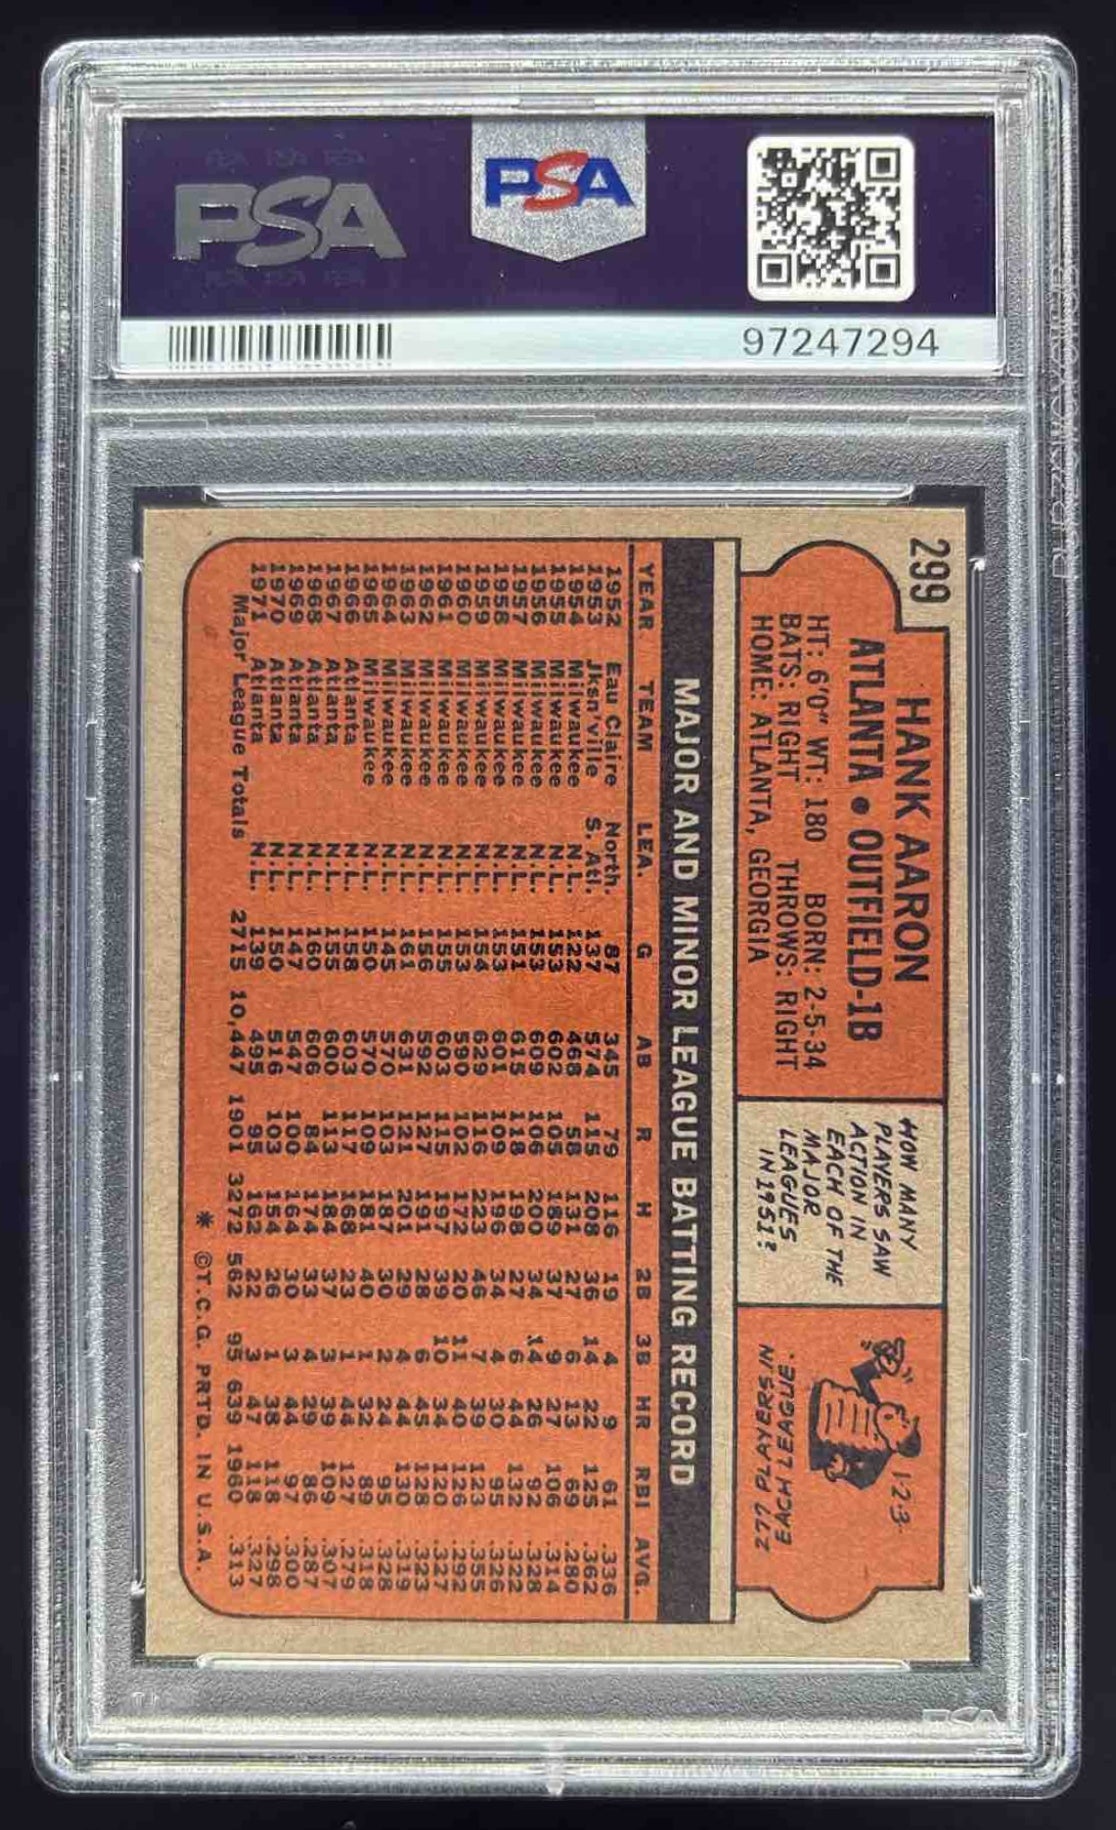 PSA
PSA
97247294
299
HANK AARON
ATLANTA • OUTFIELD-1B
HT: 6'0" WT: 180 BORN: 2-5-34
BATS: RIGHT THROWS: RIGHT
HOME: ATLANTA, GEORGIA
HOW MANY
PLAYERS SAW
ACTION IN
EACH OF THE
MAJOR
LEAGUES
IN 1951?
1-2-3
277 PLAYERS IN
EACH LEAGUE.
MAJOR AND MINOR LEAGUE BATTING RECORD
YEAR TEAM LEA. G AB R H 2B 3B HR RBI AVG.
1952 Eau Claire North. 87 345 79 116 19 4 9 61 .336
1953 Jksn'ville S. Atl. 137 574 115 208 36 14 22 125 .362
1954 Milwaukee N.L. 122 468 58 131 27 6 13 69 .280
1955 Milwaukee N.L. 153 602 105 189 37 9 27 106 .314
1956 Milwaukee N.L. 153 609 106 200 34 14 26 92 .328
1957 Milwaukee N.L. 151 615 118 198 27 6 44 132 .322
1958 Milwaukee N.L. 153 601 109 196 34 4 30 95 .326
1959 Milwaukee N.L. 154 629 116 223 46 7 39 123 .355
1960 Milwaukee N.L. 153 590 102 172 20 11 40 126 .292
1961 Milwaukee N.L. 155 603 115 197 39 10 34 120 .327
1962 Milwaukee N.L. 156 592 127 191 28 6 45 128 .323
1963 Milwaukee N.L. 161 631 121 201 29 4 44 130 .319
1964 Milwaukee N.L. 145 570 103 187 30 2 24 95 .328
1965 Milwaukee N.L. 150 570 109 181 40 1 32 89 .318
1966 Atlanta N.L. 158 603 117 168 23 1 44 127 .279
1967 Atlanta N.L. 155 600 113 184 37 3 39 109 .307
1968 Atlanta N.L. 160 606 84 174 33 4 29 86 .287
1969 Atlanta N.L. 147 547 100 164 30 3 44 97 .300
1970 Atlanta N.L. 150 516 103 154 26 1 38 118 .298
1971 Atlanta N.L. 139 495 95 162 22 3 47 118 .327
Major League Totals 2715 10,447 1901 3272 562 95 639 1960 .313
* ©T.C.G. PRTD. IN U.S.A.
PSA